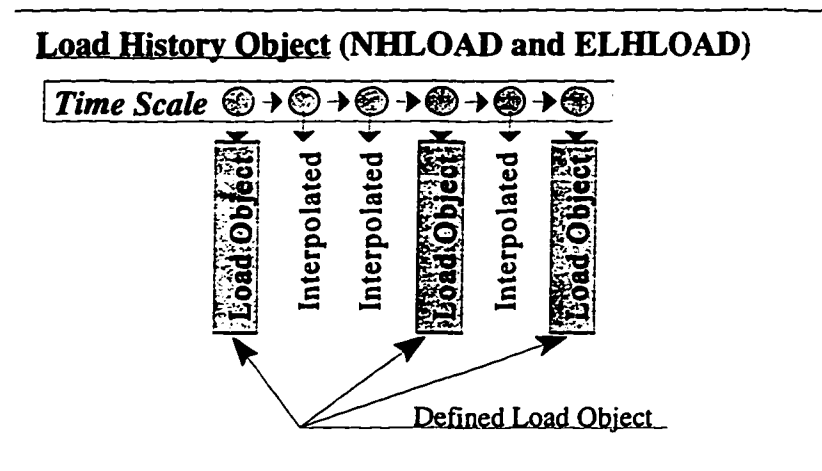 Load History Object (NHLOAD and ELHLOAD)
Time Scale
Load Object
Interpolated
Interpolated
Load Object
Interpolated
Load Object
Defined Load Object